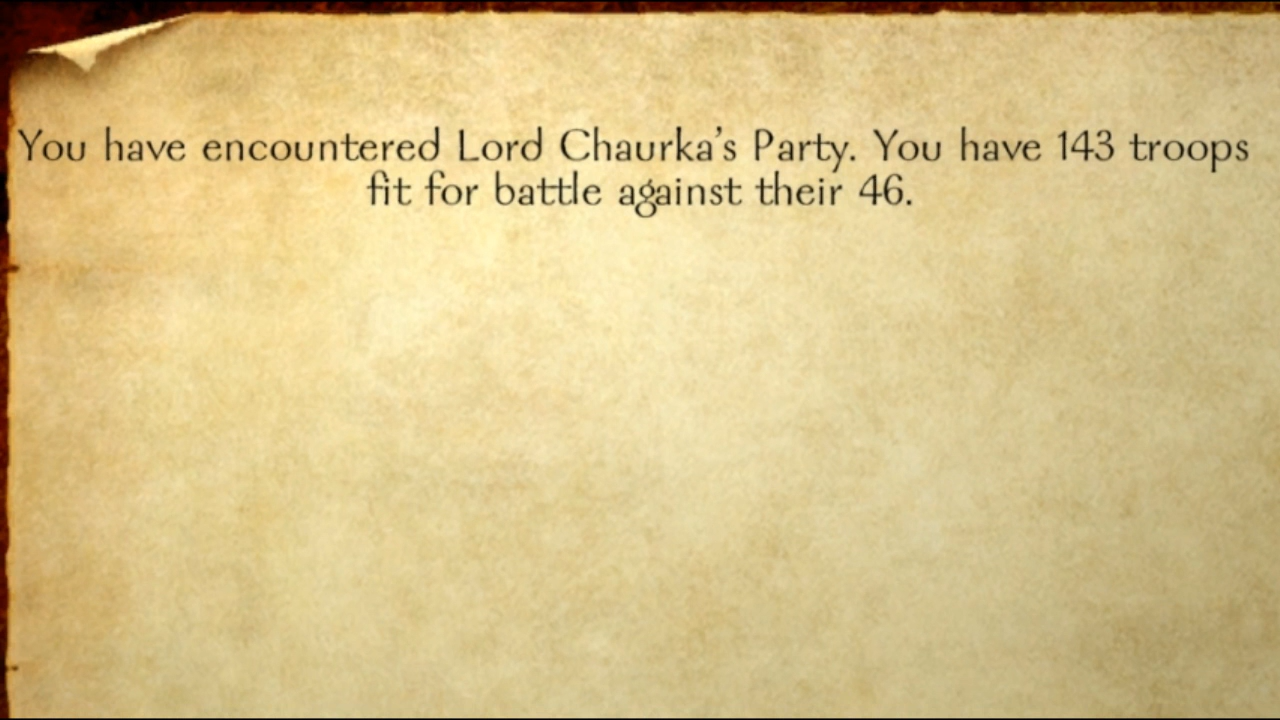 You have encountered Lord Chaurka's Party. You have 143 troops
fit for battle against their 46.